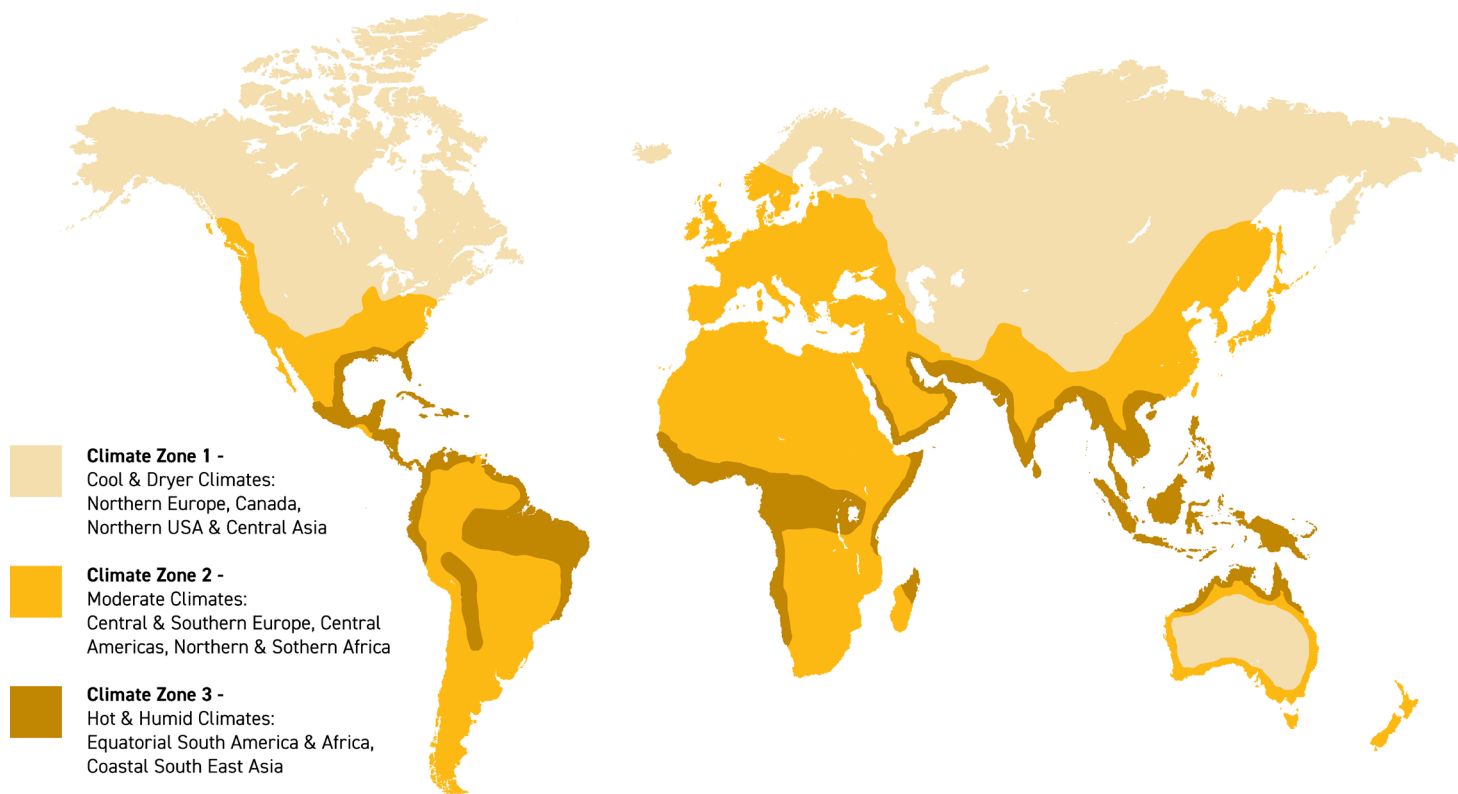 Climate Zone 1 -
Cool & Dryer Climates:
Northern Europe, Canada,
Northern USA & Central Asia
Climate Zone 2 -
Moderate Climates:
Central & Southern Europe, Central
Americas, Northern & Sothern Africa
Climate Zone 3 -
Hot & Humid Climates:
Equatorial South America & Africa,
Coastal South East Asia